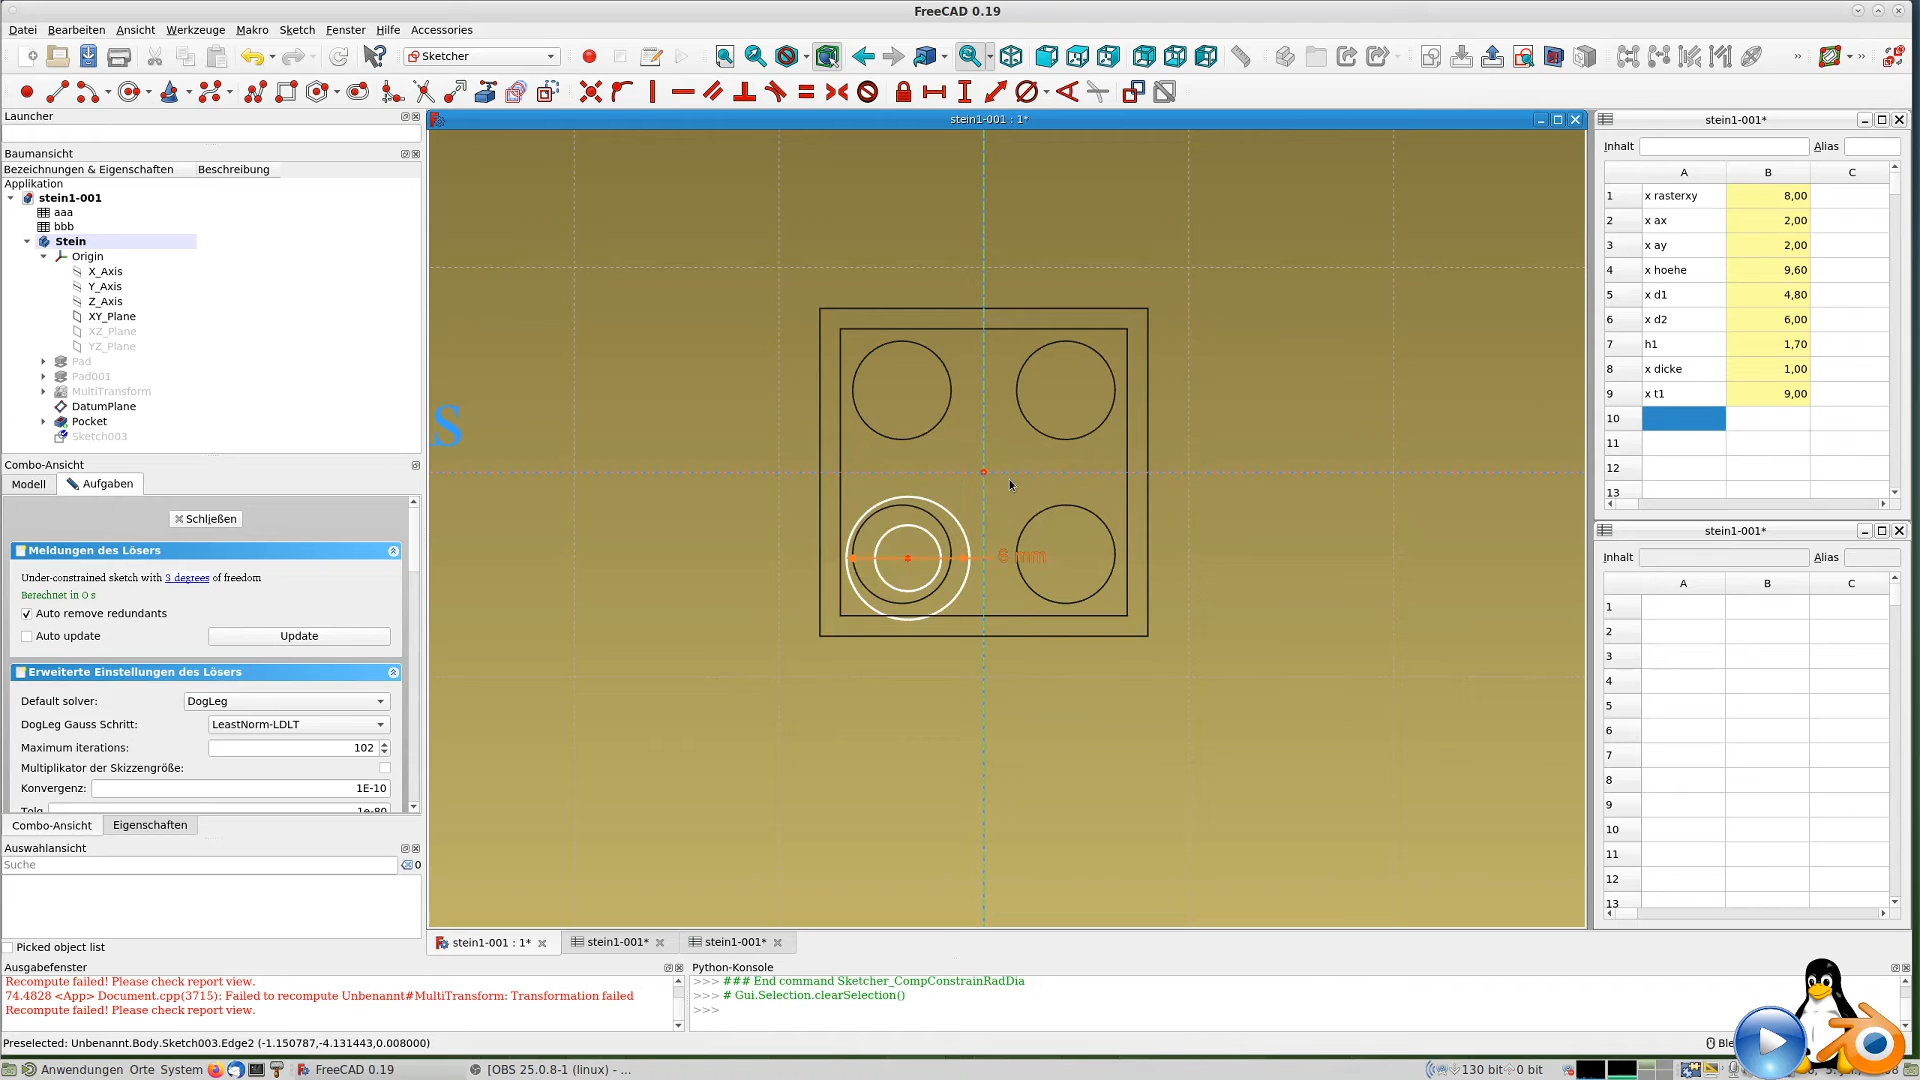 FreeCAD 0.19
Datei Bearbeiten Ansicht Werkzeuge Makro Sketch Fenster Hilfe Accessories
Sketcher
Launcher
Baumansicht
Bezeichnungen & Eigenschaften Beschreibung
Applikation
stein1-001
aaa
bbb
Stein
Origin
X_Axis
Y_Axis
Z_Axis
XY_Plane
XZ_Plane
YZ_Plane
Pad
Pad001
MultiTransform
DatumPlane
Pocket
Sketch003
Combo-Ansicht
Modell Aufgaben
Schließen
Meldungen des Lösers
Under-constrained sketch with 3 degrees of freedom
Berechnet in 0 s
Auto remove redundants
Auto update Update
Erweiterte Einstellungen des Lösers
Default solver: DogLeg
DogLeg Gauss Schritt: LeastNorm-LDLT
Maximum iterations: 102
Multiplikator der Skizzengröße:
Konvergenz: 1E-10
Combo-Ansicht Eigenschaften
Auswahlansicht
Suche 0
Picked object list
stein1-001 : 1*
S
6 mm
stein1-001 : 1* stein1-001* stein1-001*
stein1-001*
Inhalt Alias
A B C
1 x rasterxy 8,00
2 x ax 2,00
3 x ay 2,00
4 x hoehe 9,60
5 x d1 4,80
6 x d2 6,00
7 h1 1,70
8 x dicke 1,00
9 x t1 9,00
10
11
12
13
stein1-001*
Inhalt Alias
A B C
1
2
3
4
5
6
7
8
9
10
11
12
13
Ausgabefenster
Recompute failed! Please check report view.
74.4828 <App> Document.cpp(3715): Failed to recompute Unbenannt#MultiTransform: Transformation failed
Recompute failed! Please check report view.
Python-Konsole
>>> ### End command Sketcher_CompConstrainRadDia
>>> # Gui.Selection.clearSelection()
>>>
Preselected: Unbenannt.Body.Sketch003.Edge2 (-1.150787,-4.131443,0.008000)
Anwendungen Orte System FreeCAD 0.19 [OBS 25.0.8-1 (linux) - ... 130 bit 0 bit